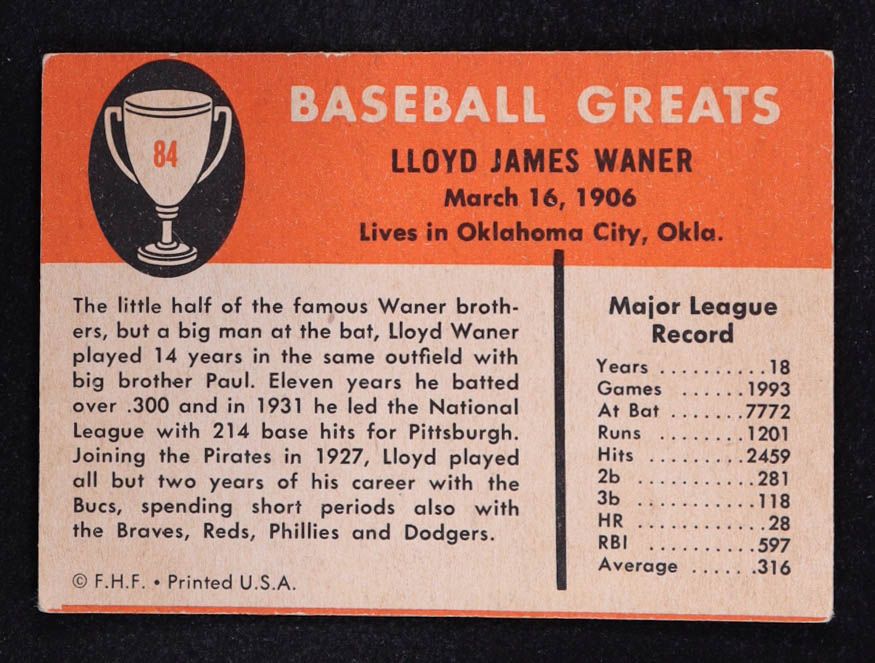 84
BASEBALL GREATS
LLOYD JAMES WANER
March 16, 1906
Lives in Oklahoma City, Okla.
The little half of the famous Waner broth-
ers, but a big man at the bat, Lloyd Waner
played 14 years in the same outfield with
big brother Paul. Eleven years he batted
over .300 and in 1931 he led the National
League with 214 base hits for Pittsburgh.
Joining the Pirates in 1927, Lloyd played
all but two years of his career with the
Bucs, spending short periods also with
the Braves, Reds, Phillies and Dodgers.
© F.H.F. • Printed U.S.A.
Major League
Record
Years ..........18
Games ......1993
At Bat .......7772
Runs ........1201
Hits .........2459
2b ...........281
3b ...........118
HR ............28
RBI ..........597
Average ......316